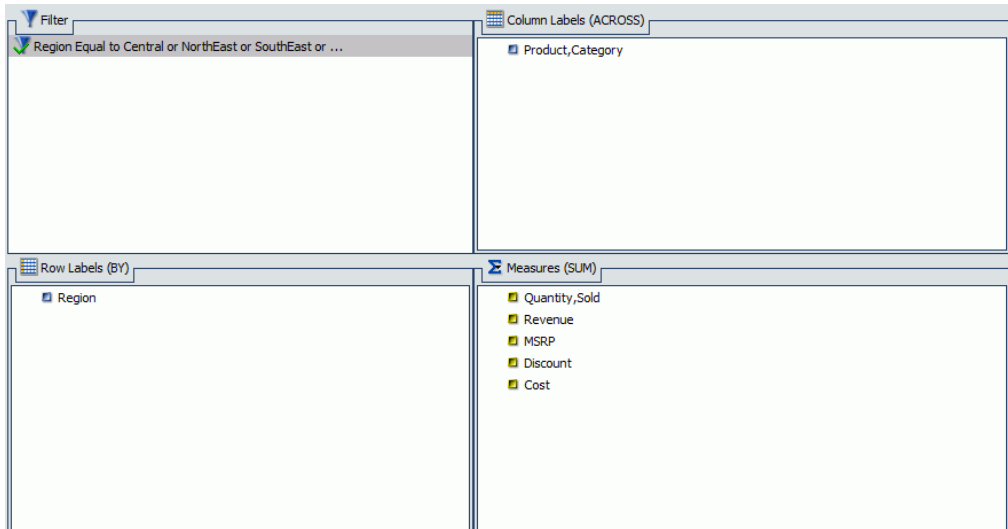 Filter
Region Equal to Central or NorthEast or SouthEast or ...
Column Labels (ACROSS)
Product,Category
Row Labels (BY)
Region
Measures (SUM)
Quantity,Sold
Revenue
MSRP
Discount
Cost